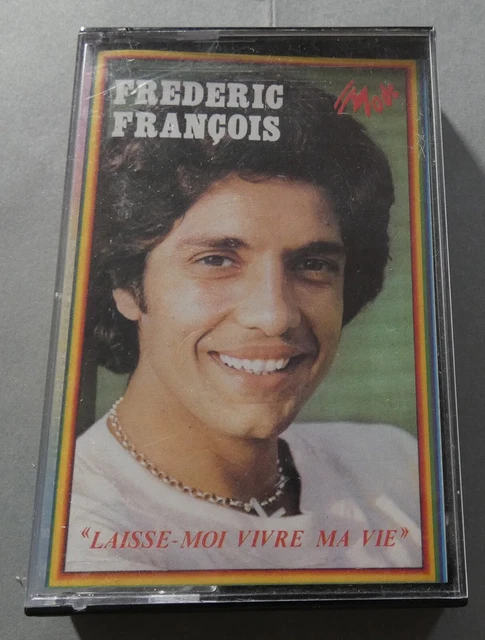 FREDERIC
FRANÇOIS
«LAISSE-MOI VIVRE MA VIE»